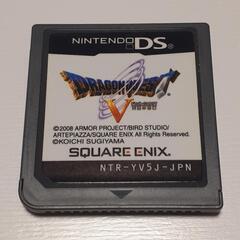 NINTENDO DS
DRAGON QUEST
V
© 2008 ARMOR PROJECT/BIRD STUDIO/
ARTEPIAZZA/SQUARE ENIX All Rights Reserved.
©KOICHI SUGIYAMA
SQUARE ENIX
NTR-YV5J-JPN